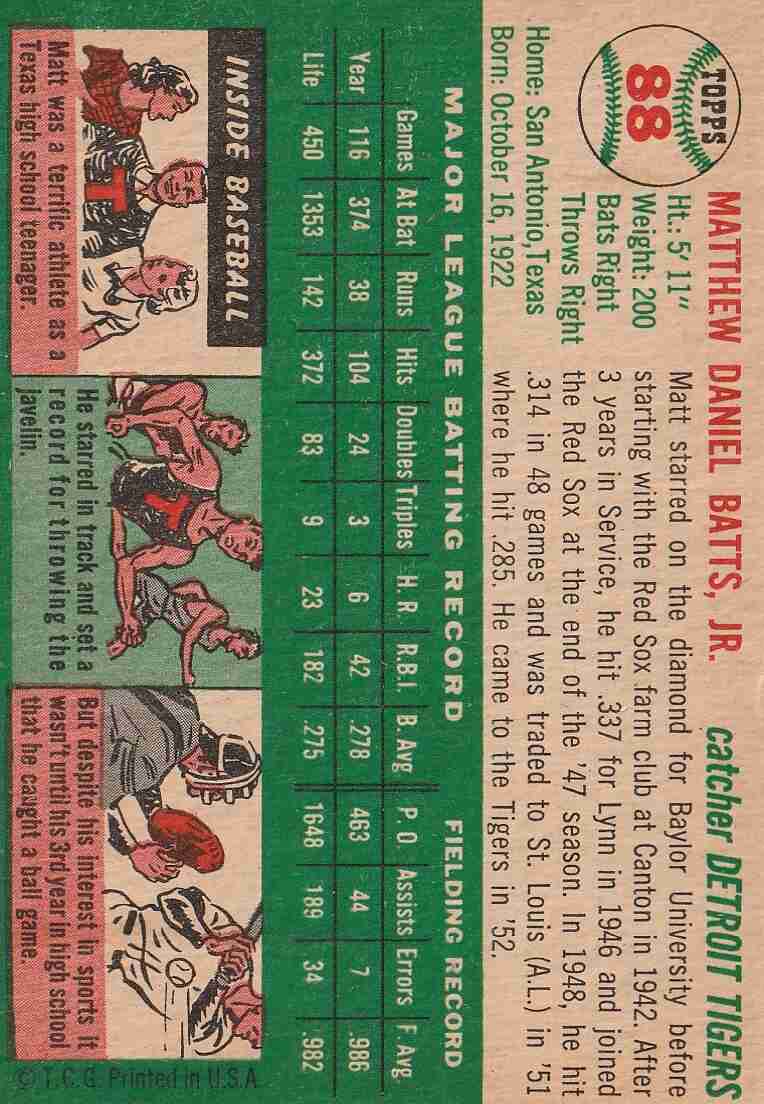 TOPPS
88
MATTHEW DANIEL BATTS, JR.
catcher DETROIT TIGERS
Ht.: 5' 11"
Weight: 200
Bats Right
Throws Right
Home: San Antonio, Texas
Born: October 16, 1922
Matt starred on the diamond for Baylor University before
starting with the Red Sox farm club at Canton in 1942. After
3 years in Service, he hit .337 for Lynn in 1946 and joined
the Red Sox at the end of the '47 season. In 1948, he hit
.314 in 48 games and was traded to St. Louis (A.L.) in '51
where he hit .285. He came to the Tigers in '52.
MAJOR LEAGUE BATTING RECORD FIELDING RECORD
Games At Bat Runs Hits Doubles Triples H. R R.B.I. B. Avg P. O. Assists Errors F. Avg.
Year 116 374 38 104 24 3 6 42 .278 463 44 7 .986
Life 450 1353 142 372 83 9 23 182 .275 1648 189 34 .982
INSIDE BASEBALL
T
Matt was a terrific athlete as a
Texas high school teenager.
T
He starred in track and set a
record for throwing the
javelin.
But despite his interest in sports it
wasn't until his 3rd year in high school
that he caught a ball game.
© T.C.G. Printed in U.S.A